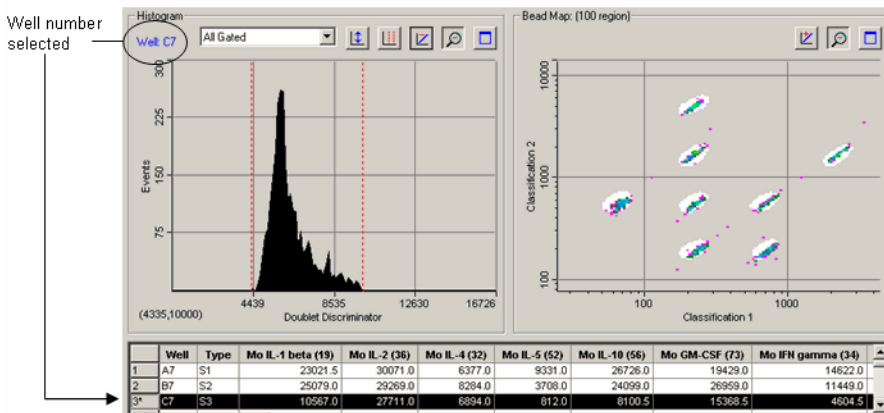 Well number
selected
Histogram
Well: C7
All Gated
Events
300
225
150
75
4439 8535 12630 16726
(4335,10000)
Doublet Discriminator
Bead Map: (100 region)
Classification 2
10000
1000
100
100 1000
Classification 1
Well Type Mo IL-1 beta (19) Mo IL-2 (36) Mo IL-4 (32) Mo IL-5 (52) Mo IL-10 (56) Mo GM-CSF (73) Mo IFN gamma (34)
1 A7 S1 23021.5 30071.0 6377.0 9331.0 26726.0 19429.0 14622.0
2 B7 S2 25079.0 29269.0 8284.0 3708.0 24099.0 26959.0 11449.0
3* C7 S3 10567.0 27711.0 6894.0 812.0 8100.5 15368.5 4604.5